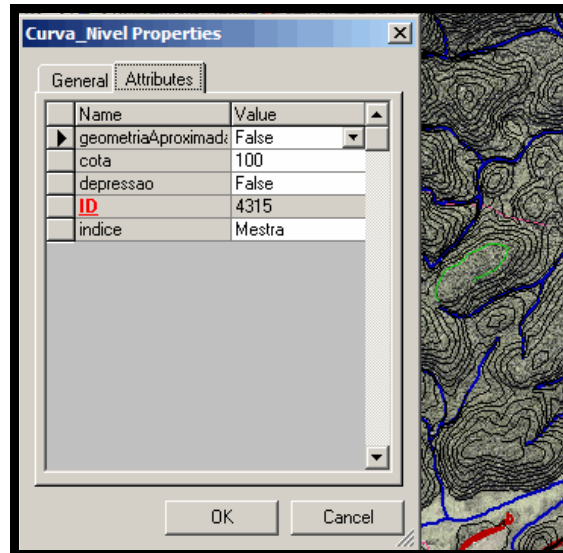 Curva_Nivel Properties
General Attributes
Name Value
geometriaAproximada False
cota 100
depressao False
ID 4315
indice Mestra
OK Cancel